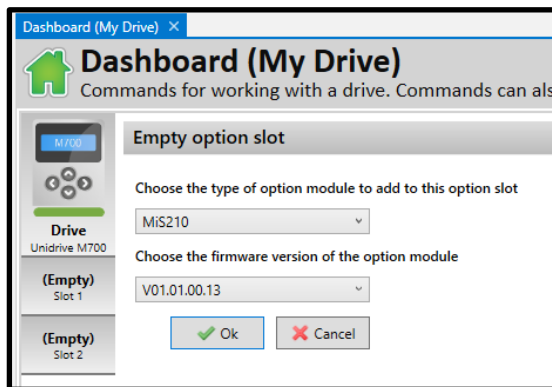 Dashboard (My Drive) ×
Dashboard (My Drive)
Commands for working with a drive. Commands can als
M700
Drive
Unidrive M700
(Empty)
Slot 1
(Empty)
Slot 2
Empty option slot
Choose the type of option module to add to this option slot
MiS210
Choose the firmware version of the option module
V01.01.00.13
Ok
Cancel